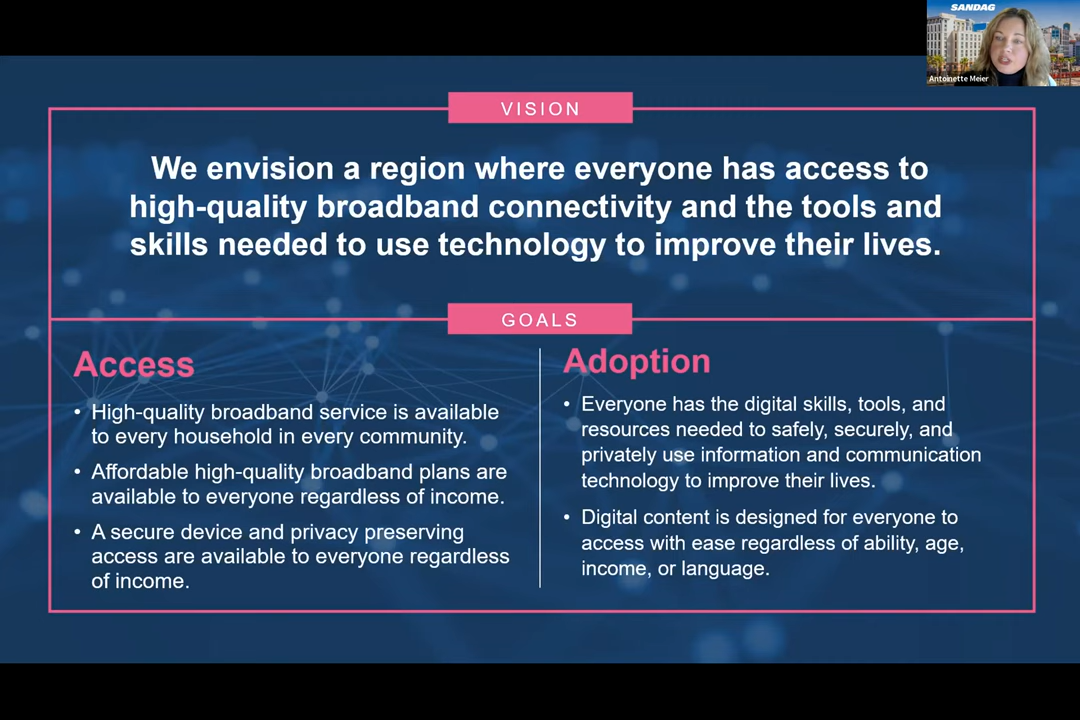 SANDAG
Antoinette Meier
VISION
We envision a region where everyone has access to
high-quality broadband connectivity and the tools and
skills needed to use technology to improve their lives.
GOALS
Access
• High-quality broadband service is available
to every household in every community.
• Affordable high-quality broadband plans are
available to everyone regardless of income.
• A secure device and privacy preserving
access are available to everyone regardless
of income.
Adoption
• Everyone has the digital skills, tools, and
resources needed to safely, securely, and
privately use information and communication
technology to improve their lives.
• Digital content is designed for everyone to
access with ease regardless of ability, age,
income, or language.